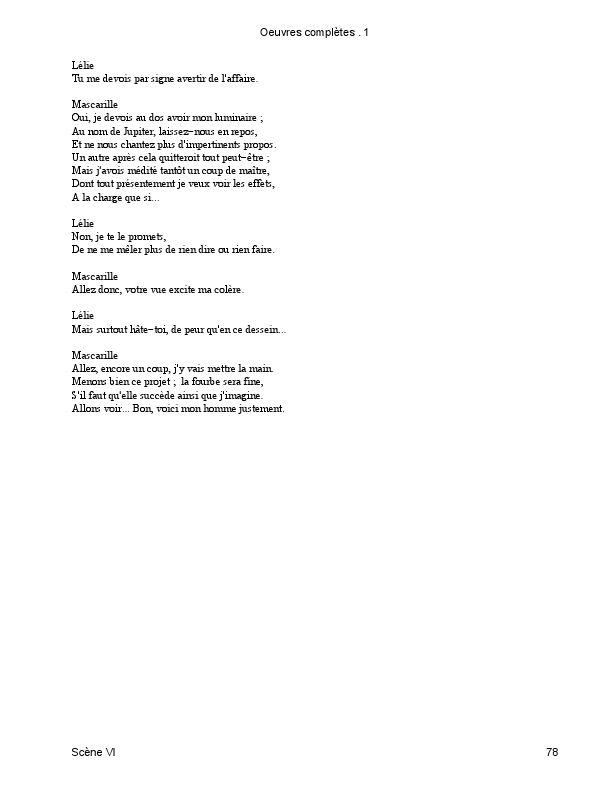 Oeuvres complètes . 1
Lélie
Tu me devois par signe avertir de l'affaire.
Mascarille
Oui, je devois au dos avoir mon luminaire ;
Au nom de Jupiter, laissez−nous en repos,
Et ne nous chantez plus d'impertinents propos.
Un autre après cela quitteroit tout peut−être ;
Mais j'avois médité tantôt un coup de maître,
Dont tout présentement je veux voir les effets,
A la charge que si...
Lélie
Non, je te le promets,
De ne me mêler plus de rien dire ou rien faire.
Mascarille
Allez donc, votre vue excite ma colère.
Lélie
Mais surtout hâte−toi, de peur qu'en ce dessein...
Mascarille
Allez, encore un coup, j'y vais mettre la main.
Menons bien ce projet ; la fourbe sera fine,
S'il faut qu'elle succède ainsi que j'imagine.
Allons voir... Bon, voici mon homme justement.
Scène VI 78